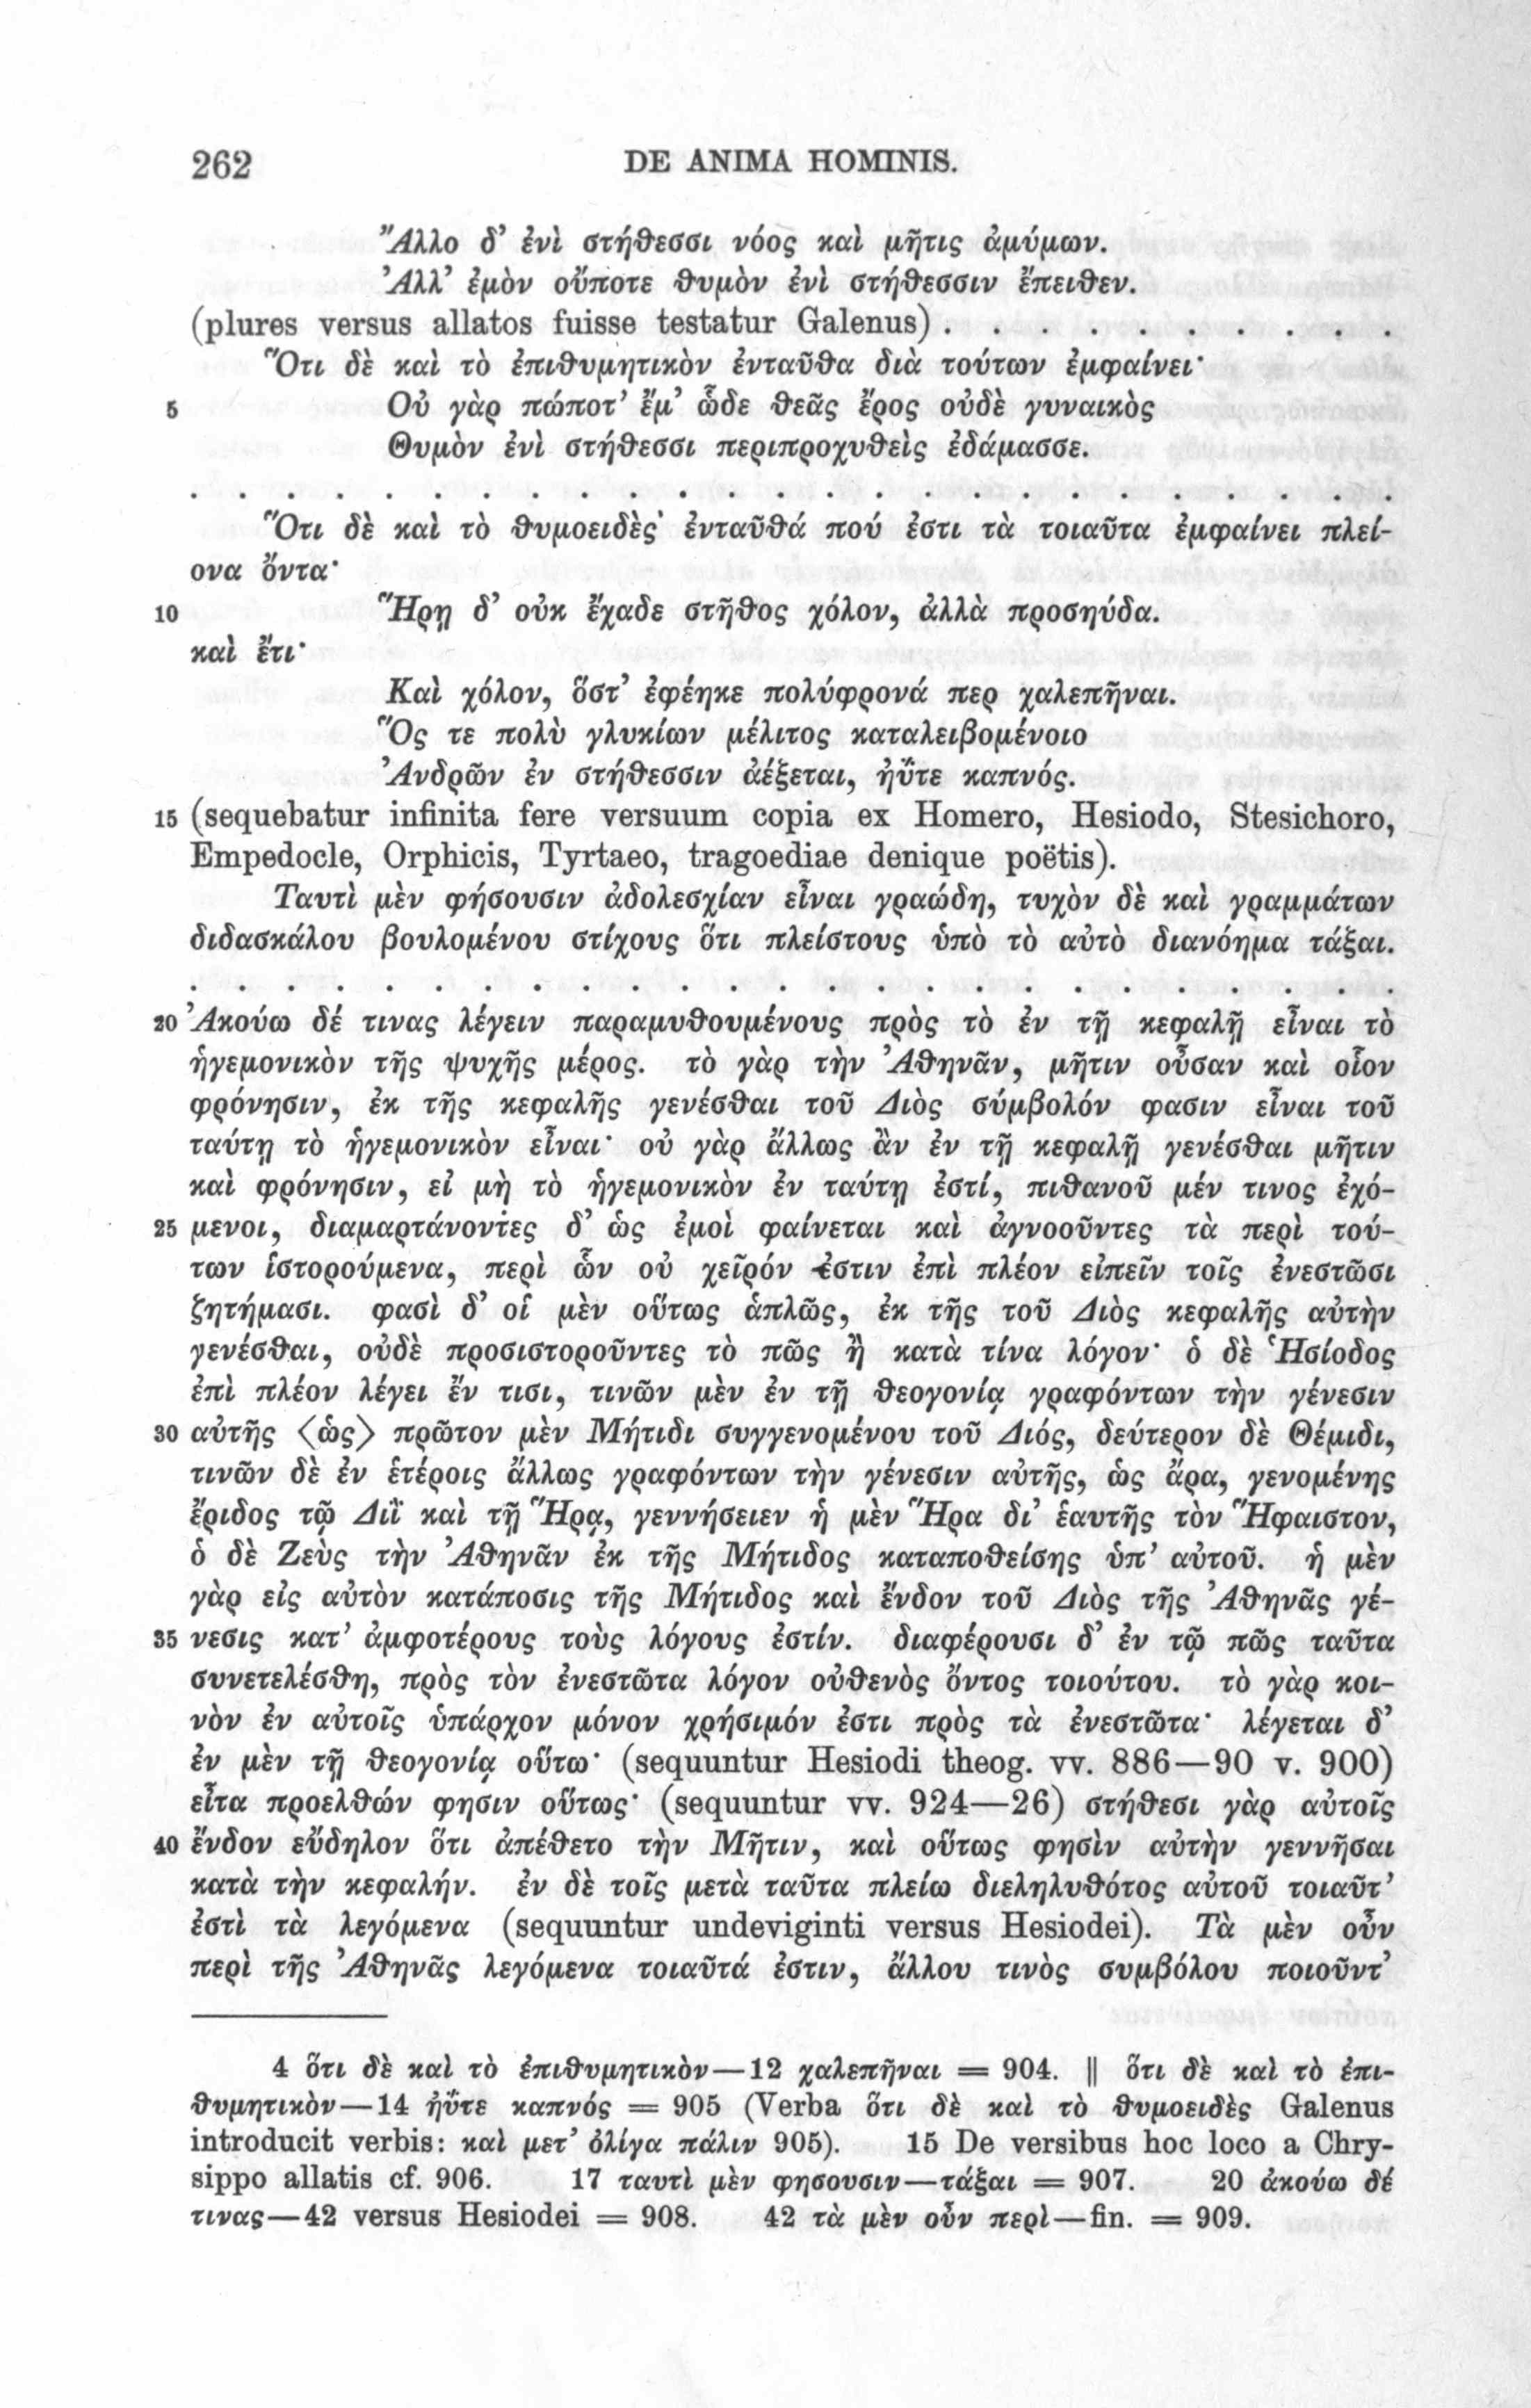 262 DE ANIMA HOMINIS.
Ἄλλο δ’ ἐνὶ στήθεσσι νόος καὶ μῆτις ἀμύμων.
Ἀλλ’ ἐμὸν οὔποτε θυμὸν ἐνὶ στήθεσσιν ἔπειθεν.
(plures versus allatos fuisse testatur Galenus) . . . . . . . . . .
Ὅτι δὲ καὶ τὸ ἐπιθυμητικὸν ἐνταῦθα διὰ τούτων ἐμφαίνει·
5 Οὐ γὰρ πώποτ’ ἔμ’ ὧδε θεᾶς ἔρος οὐδὲ γυναικὸς
Θυμὸν ἐνὶ στήθεσσι περιπροχυθεὶς ἐδάμασσε.
. . . . . . . . . . . . . . . . . . . . . . . . .
Ὅτι δὲ καὶ τὸ θυμοειδὲς ἐνταῦθά πού ἐστι τὰ τοιαῦτα ἐμφαίνει πλεί-
ονα ὄντα·
10 Ἥρῃ δ’ οὐκ ἔχαδε στῆθος χόλον, ἀλλὰ προσηύδα.
καὶ ἔτι·
Καὶ χόλον, ὅστ’ ἐφέηκε πολύφρονά περ χαλεπῆναι.
Ὅς τε πολὺ γλυκίων μέλιτος καταλειβομένοιο
Ἀνδρῶν ἐν στήθεσσιν ἀέξεται, ἠΰτε καπνός.
15 (sequebatur infinita fere versuum copia ex Homero, Hesiodo, Stesichoro,
Empedocle, Orphicis, Tyrtaeo, tragoediae denique poëtis).
Ταυτὶ μὲν φήσουσιν ἀδολεσχίαν εἶναι γραώδη, τυχὸν δὲ καὶ γραμμάτων
διδασκάλου βουλομένου στίχους ὅτι πλείστους ὑπὸ τὸ αὐτὸ διανόημα τάξαι.
. . . . . . . . . . . . . . . . . . . . . . . . .
20 Ἀκούω δέ τινας λέγειν παραμυθουμένους πρὸς τὸ ἐν τῇ κεφαλῇ εἶναι τὸ
ἡγεμονικὸν τῆς ψυχῆς μέρος. τὸ γὰρ τὴν Ἀθηνᾶν, μῆτιν οὖσαν καὶ οἷον
φρόνησιν, ἐκ τῆς κεφαλῆς γενέσθαι τοῦ Διὸς σύμβολόν φασιν εἶναι τοῦ
ταύτῃ τὸ ἡγεμονικὸν εἶναι· οὐ γὰρ ἄλλως ἂν ἐν τῇ κεφαλῇ γενέσθαι μῆτιν
καὶ φρόνησιν, εἰ μὴ τὸ ἡγεμονικὸν ἐν ταύτῃ ἐστί, πιθανοῦ μέν τινος ἐχό-
25 μενοι, διαμαρτάνοντες δ’ ὡς ἐμοὶ φαίνεται καὶ ἀγνοοῦντες τὰ περὶ τού-
των ἱστορούμενα, περὶ ὧν οὐ χεῖρόν ἐστιν ἐπὶ πλέον εἰπεῖν τοῖς ἐνεστῶσι
ζητήμασι. φασὶ δ’ οἱ μὲν οὕτως ἁπλῶς, ἐκ τῆς τοῦ Διὸς κεφαλῆς αὐτὴν
γενέσθαι, οὐδὲ προσιστοροῦντες τὸ πῶς ἢ κατὰ τίνα λόγον· ὁ δὲ Ἡσίοδος
ἐπὶ πλέον λέγει ἔν τισι, τινῶν μὲν ἐν τῇ θεογονίᾳ γραφόντων τὴν γένεσιν
30 αὐτῆς ⟨ὡς⟩ πρῶτον μὲν Μήτιδι συγγενομένου τοῦ Διός, δεύτερον δὲ Θέμιδι,
τινῶν δὲ ἐν ἑτέροις ἄλλως γραφόντων τὴν γένεσιν αὐτῆς, ὡς ἄρα, γενομένης
ἔριδος τῷ Διῒ καὶ τῇ Ἥρᾳ, γεννήσειεν ἡ μὲν Ἥρα δι’ ἑαυτῆς τὸν Ἥφαιστον,
ὁ δὲ Ζεὺς τὴν Ἀθηνᾶν ἐκ τῆς Μήτιδος καταποθείσης ὑπ’ αὐτοῦ. ἡ μὲν
γὰρ εἰς αὐτὸν κατάποσις τῆς Μήτιδος καὶ ἔνδον τοῦ Διὸς τῆς Ἀθηνᾶς γέ-
35 νεσις κατ’ ἀμφοτέρους τοὺς λόγους ἐστίν. διαφέρουσι δ’ ἐν τῷ πῶς ταῦτα
συνετελέσθη, πρὸς τὸν ἐνεστῶτα λόγον οὐθενὸς ὄντος τοιούτου. τὸ γὰρ κοι-
νὸν ἐν αὐτοῖς ὑπάρχον μόνον χρήσιμόν ἐστι πρὸς τὰ ἐνεστῶτα· λέγεται δ’
ἐν μὲν τῇ θεογονίᾳ οὕτω· (sequuntur Hesiodi theog. vv. 886—90 v. 900)
εἶτα προελθών φησιν οὕτως· (sequuntur vv. 924—26) στήθεσι γὰρ αὐτοῖς
40 ἔνδον εὔδηλον ὅτι ἀπέθετο τὴν Μῆτιν, καὶ οὕτως φησὶν αὐτὴν γεννῆσαι
κατὰ τὴν κεφαλήν. ἐν δὲ τοῖς μετὰ ταῦτα πλείω διεληλυθότος αὐτοῦ τοιαῦτ’
ἐστὶ τὰ λεγόμενα (sequuntur undeviginti versus Hesiodei). Τὰ μὲν οὖν
περὶ τῆς Ἀθηνᾶς λεγόμενα τοιαῦτά ἐστιν, ἄλλου τινὸς συμβόλου ποιοῦντ’
4 ὅτι δὲ καὶ τὸ ἐπιθυμητικὸν—12 χαλεπῆναι = 904. || ὅτι δὲ καὶ τὸ ἐπι-
θυμητικὸν—14 ἠΰτε καπνός = 905 (Verba ὅτι δὲ καὶ τὸ θυμοειδὲς Galenus
introducit verbis: καὶ μετ’ ὀλίγα πάλιν 905). 15 De versibus hoc loco a Chry-
sippo allatis cf. 906. 17 ταυτὶ μὲν φησουσιν—τάξαι = 907. 20 ἀκούω δέ
τινας—42 versus Hesiodei = 908. 42 τὰ μὲν οὖν περὶ—fin. = 909.